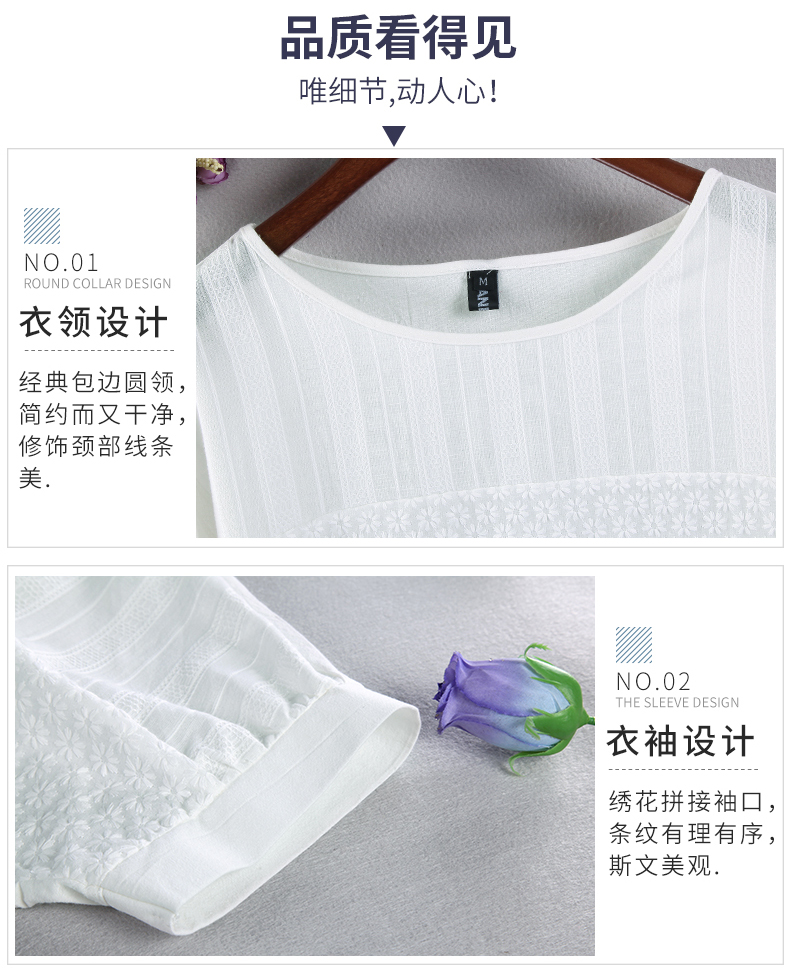 品质看得见
唯细节,动人心!
NO.01
ROUND COLLAR DESIGN
衣领设计
经典包边圆领,
简约而又干净,
修饰颈部线条
美.
M
NO.02
THE SLEEVE DESIGN
衣袖设计
绣花拼接袖口,
条纹有理有序,
斯文美观.